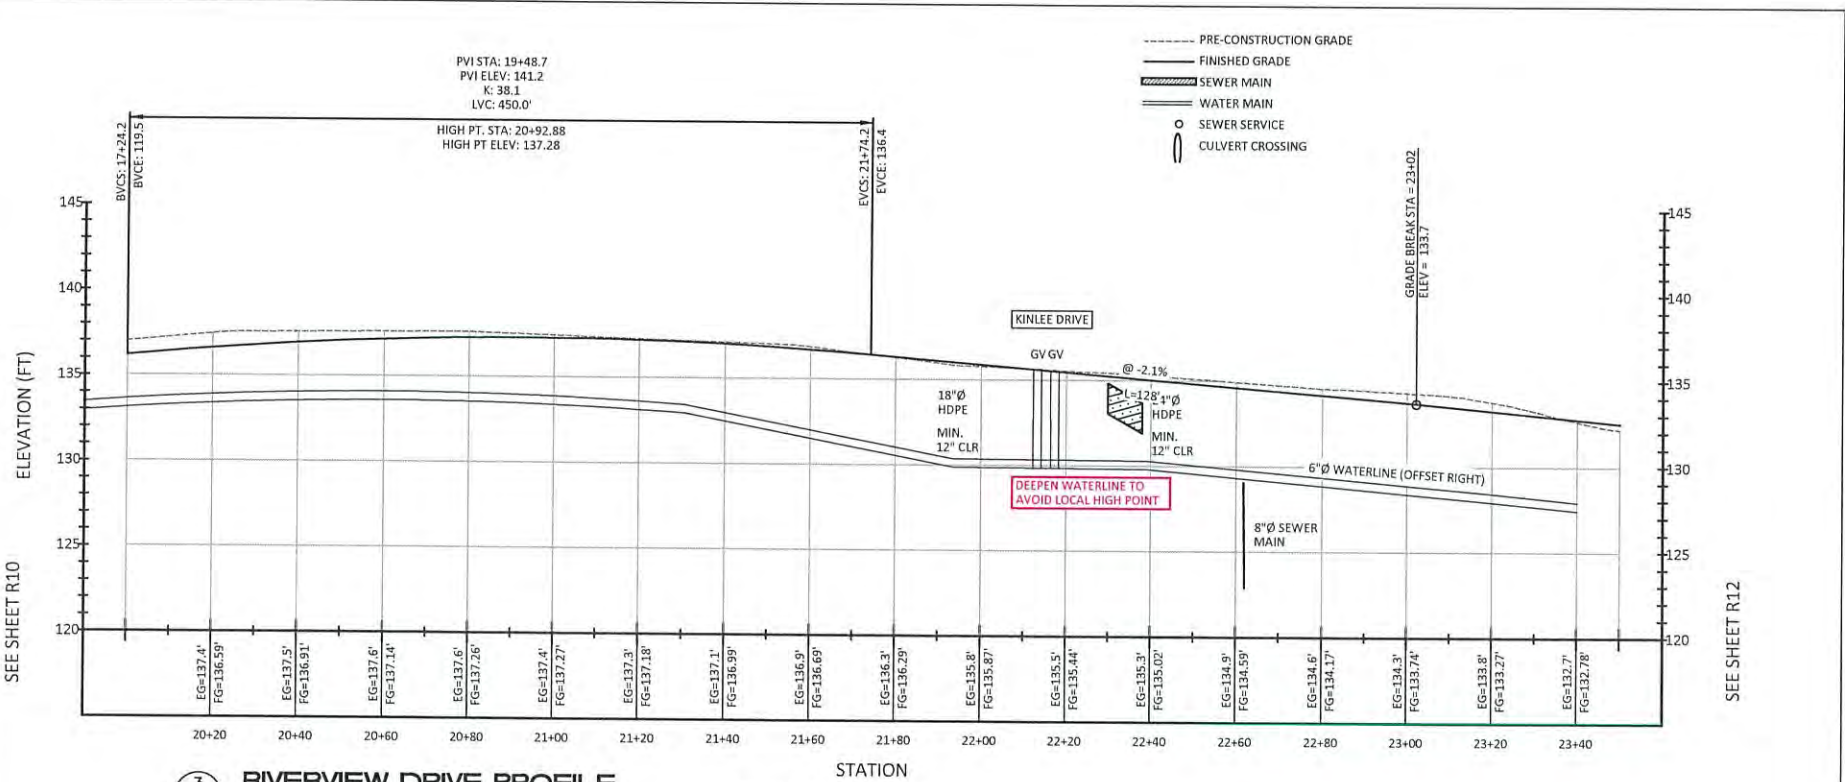 PRE-CONSTRUCTION GRADE
FINISHED GRADE
SEWER MAIN
WATER MAIN
SEWER SERVICE
CULVERT CROSSING
PVI STA: 19+48.7
PVI ELEV: 141.2
K: 38.1
LVC: 450.0'
HIGH PT. STA: 20+92.88
HIGH PT ELEV: 137.28
BVCS: 17+24.2
BVCE: 119.5
EVCS: 21+74.2
EVCE: 136.4
GRADE BREAK STA = 23+02
ELEV = 133.7
145
140
135
130
125
120
ELEVATION (FT)
SEE SHEET R10
KINLEE DRIVE
GV GV
@ -2.1%
18"Ø
HDPE
MIN.
12" CLR
L=128'
24"Ø
HDPE
MIN.
12" CLR
DEEPEN WATERLINE TO
AVOID LOCAL HIGH POINT
6"Ø WATERLINE (OFFSET RIGHT)
8"Ø SEWER
MAIN
145
140
135
130
125
120
SEE SHEET R12
EG=137.4'
FG=136.59'
EG=137.5'
FG=136.91'
EG=137.6'
FG=137.14'
EG=137.6'
FG=137.26'
EG=137.4'
FG=137.27'
EG=137.3'
FG=137.18'
EG=137.1'
FG=136.99'
EG=136.9'
FG=136.69'
EG=136.3'
FG=136.29'
EG=135.8'
FG=135.87'
EG=135.5'
FG=135.44'
EG=135.3'
FG=135.02'
EG=134.9'
FG=134.59'
EG=134.6'
FG=134.17'
EG=134.3'
FG=133.74'
EG=133.8'
FG=133.27'
EG=132.7'
FG=132.78'
20+20 20+40 20+60 20+80 21+00 21+20 21+40 21+60 21+80 22+00 22+20 22+40 22+60 22+80 23+00 23+20 23+40
STATION
3 RIVERVIEW DRIVE PROFILE